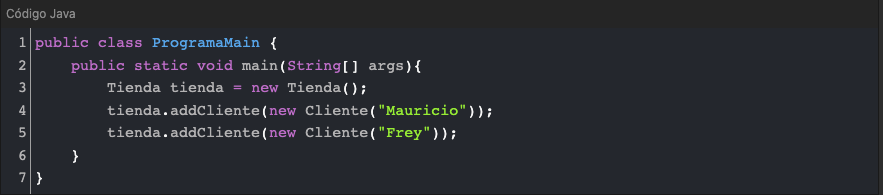 Código Java
1 public class ProgramaMain {
2     public static void main(String[] args){
3         Tienda tienda = new Tienda();
4         tienda.addCliente(new Cliente("Mauricio"));
5         tienda.addCliente(new Cliente("Frey"));
6     }
7 }